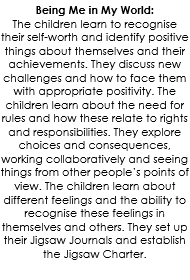 Being Me in My World:
The children learn to recognise
their self-worth and identify positive
things about themselves and their
achievements. They discuss new
challenges and how to face them
with appropriate positivity. The
children learn about the need for
rules and how these relate to rights
and responsibilities. They explore
choices and consequences,
working collaboratively and seeing
things from other people's points of
view. The children learn about
different feelings and the ability to
recognise these feelings in
themselves and others. They set up
their Jigsaw Journals and establish
the Jigsaw Charter.